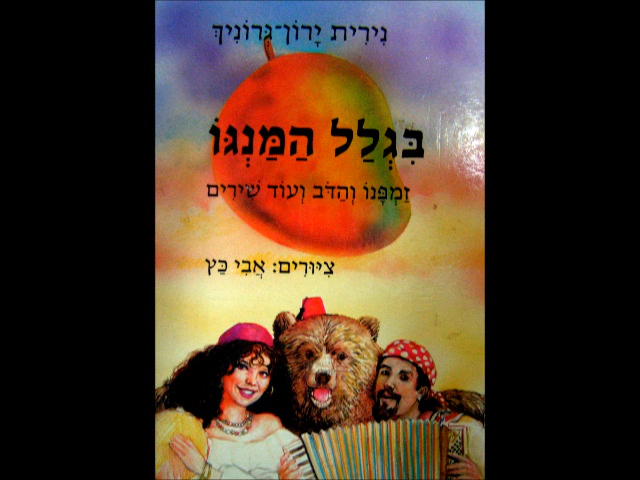 נִירִית יָרוֹן-גְרוֹנִיךְ
בִּגְלַל הַמַּנְגּוֹ
זַמְפָּנוֹ וְהַדֹּב וְעוֹד שִׁירִים
צִיּוּרִים: אֲבִי כַּץ